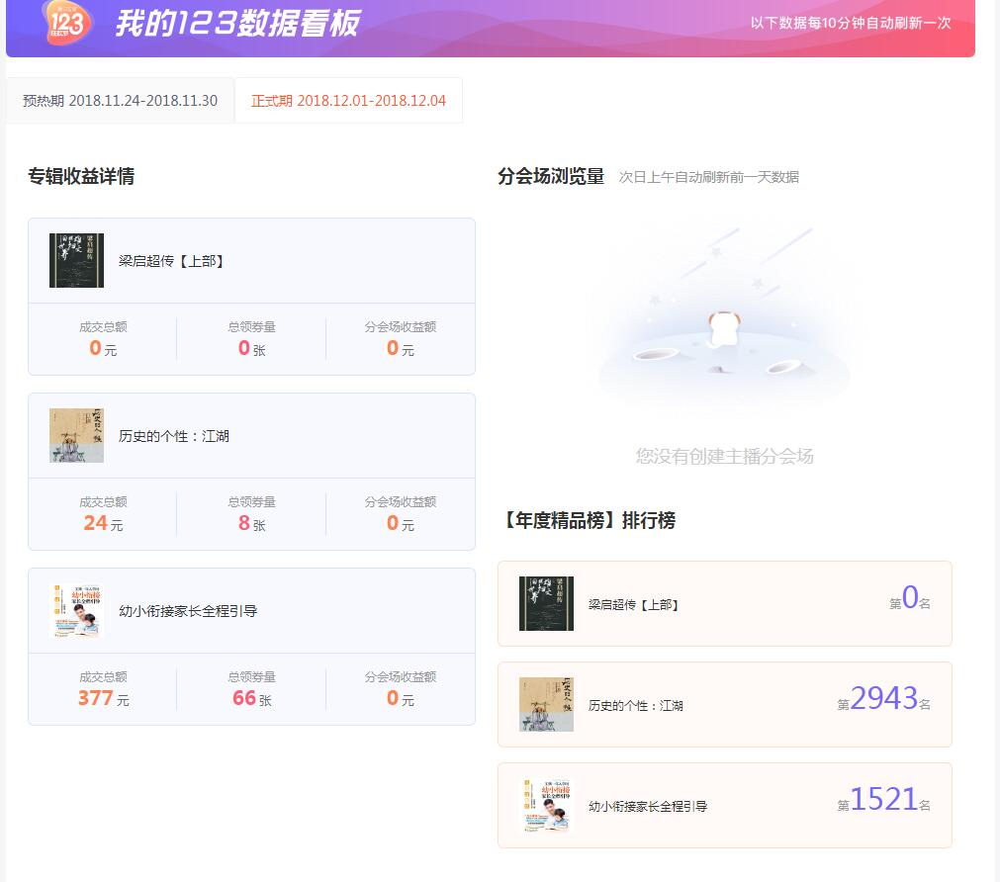 123
狂欢节
我的123数据看板
以下数据每10分钟自动刷新一次
预热期 2018.11.24-2018.11.30
正式期 2018.12.01-2018.12.04
专辑收益详情
梁启超传【上部】
成交总额 总领券量 分会场收益额
0元 0张 0元
历史的个性：江湖
成交总额 总领券量 分会场收益额
24元 8张 0元
幼小衔接家长全程引导
成交总额 总领券量 分会场收益额
377元 66张 0元
分会场浏览量 次日上午自动刷新前一天数据
您没有创建主播分会场
【年度精品榜】排行榜
梁启超传【上部】 第0名
历史的个性：江湖 第2943名
幼小衔接家长全程引导 第1521名